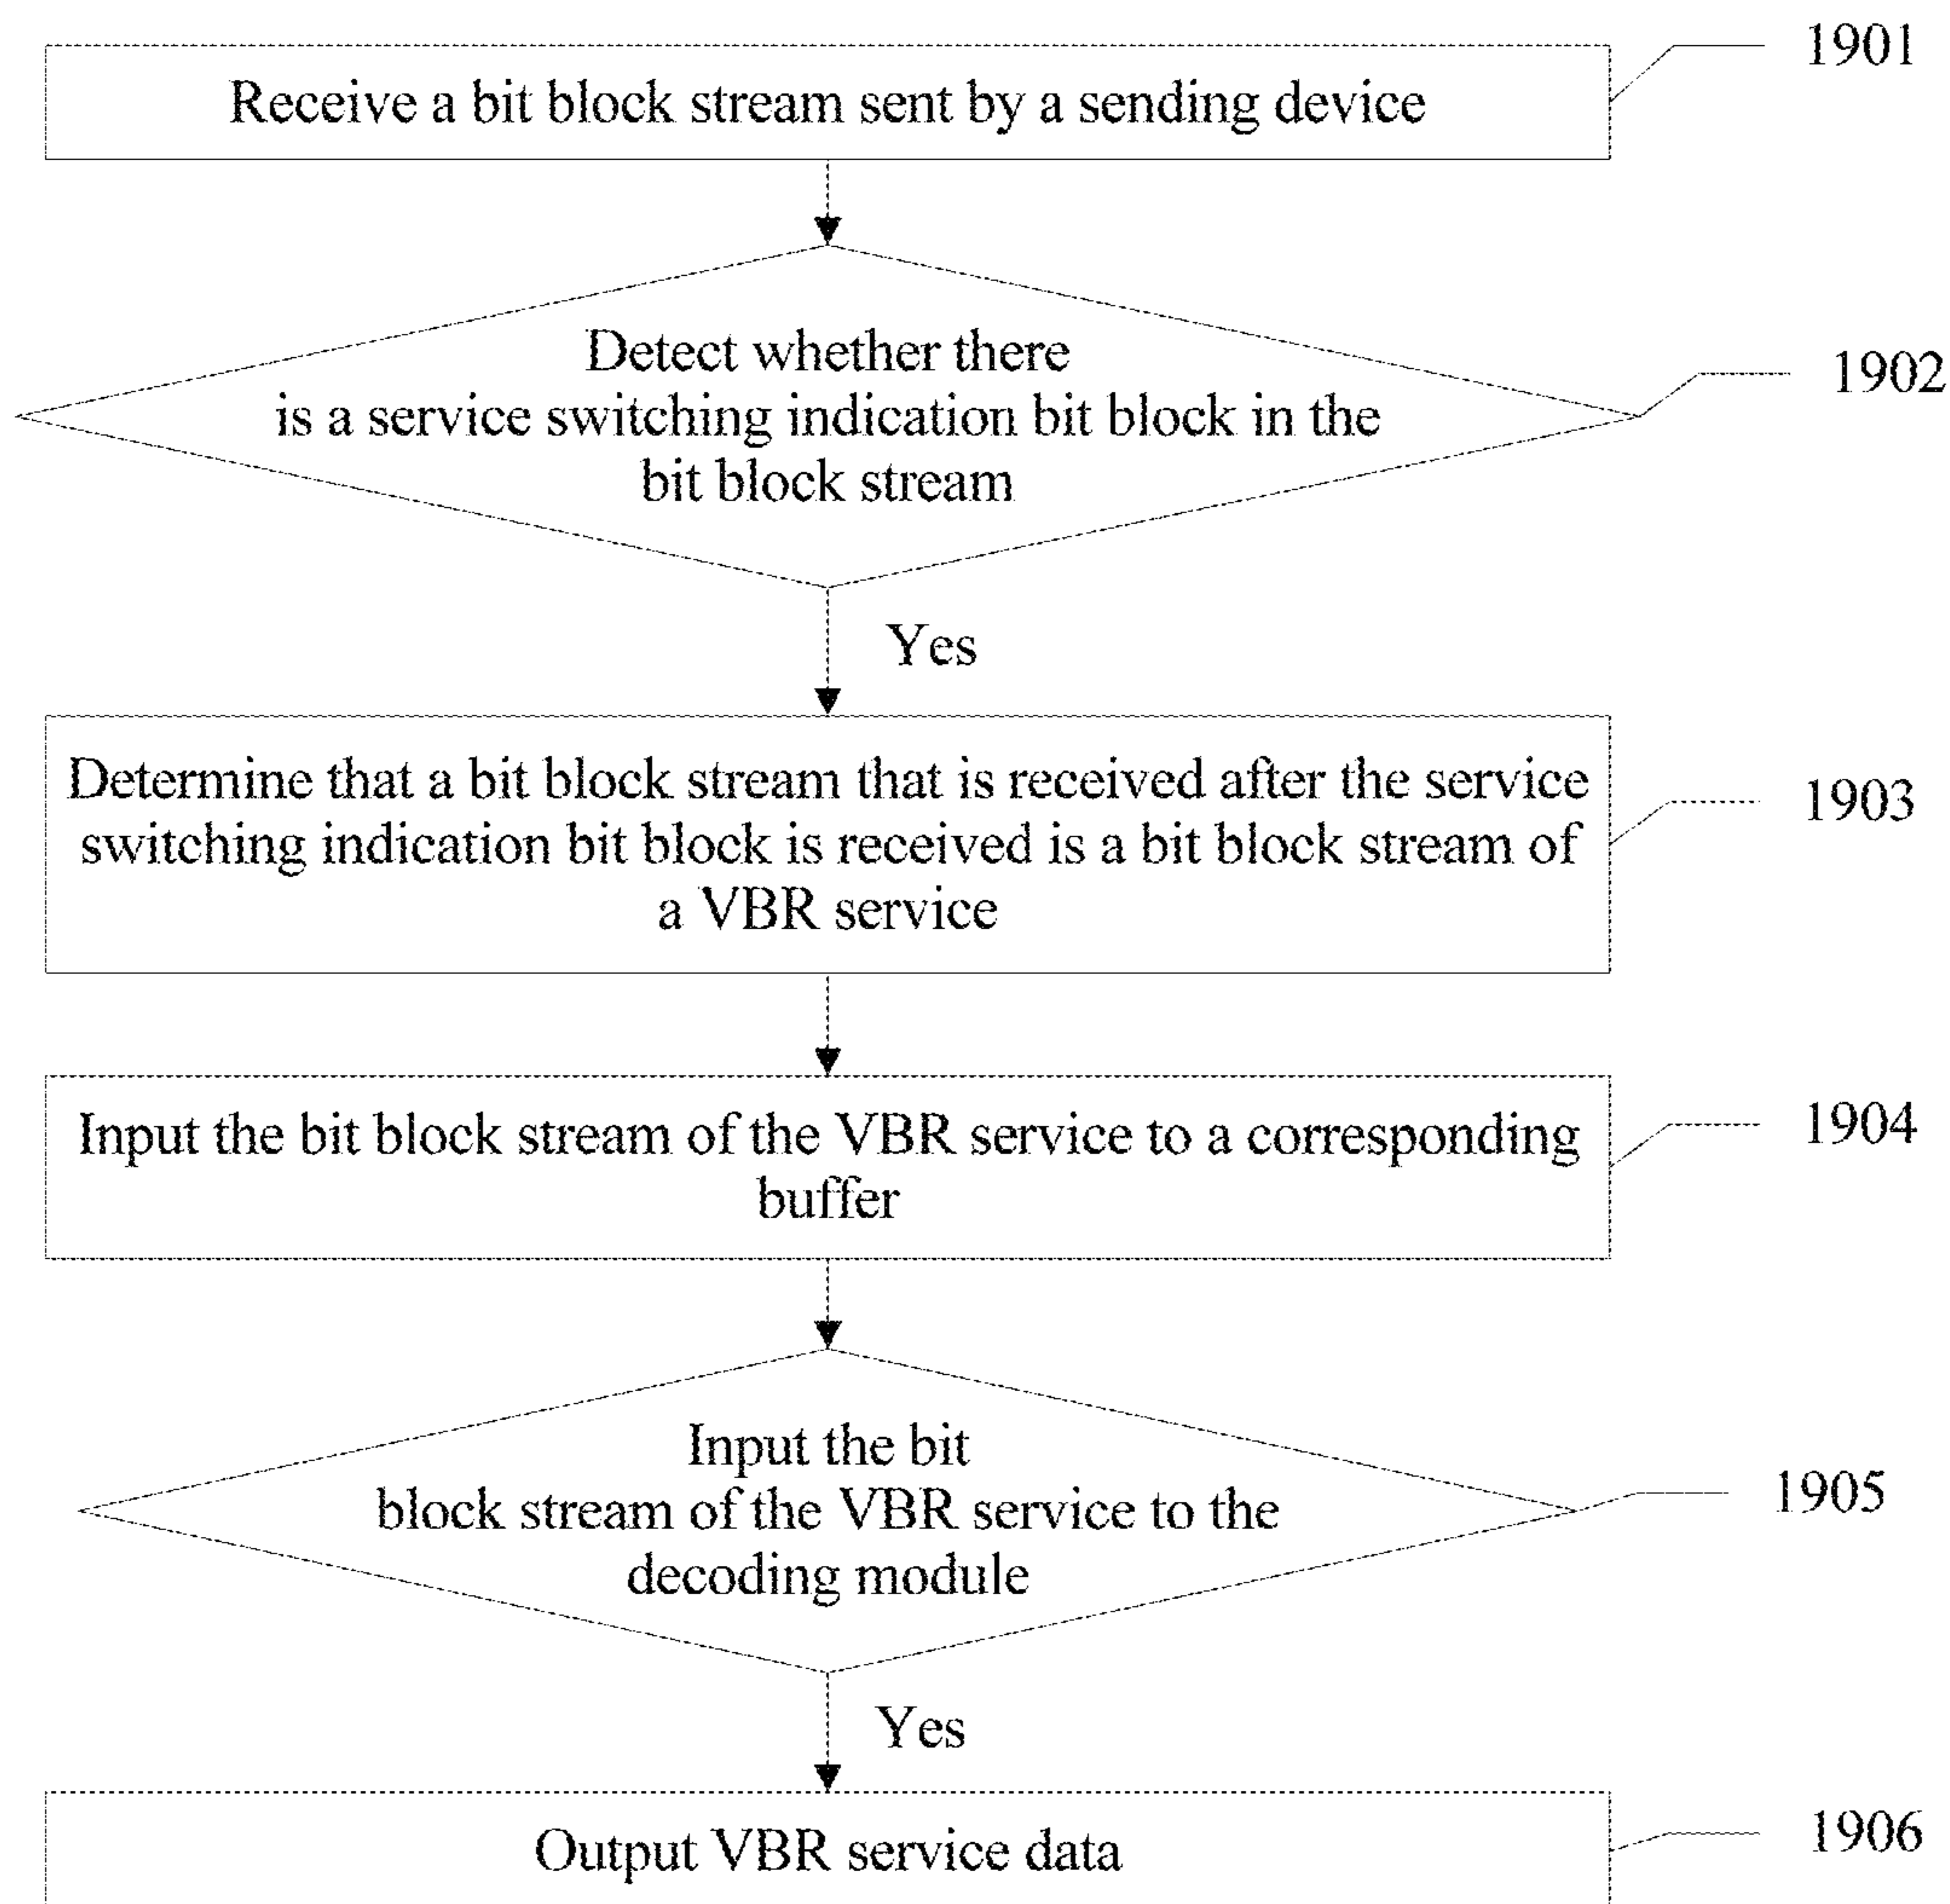 1901
Receive a bit block stream sent by a sending device
Detect whether there
is a service switching indication bit block in the
bit block stream
1902
Yes
Determine that a bit block stream that is received after the service
switching indication bit block is received is a bit block stream of
a VBR service
1903
Input the bit block stream of the VBR service to a corresponding
buffer
1904
Input the bit
block stream of the VBR service to the
decoding module
1905
Yes
Output VBR service data
1906